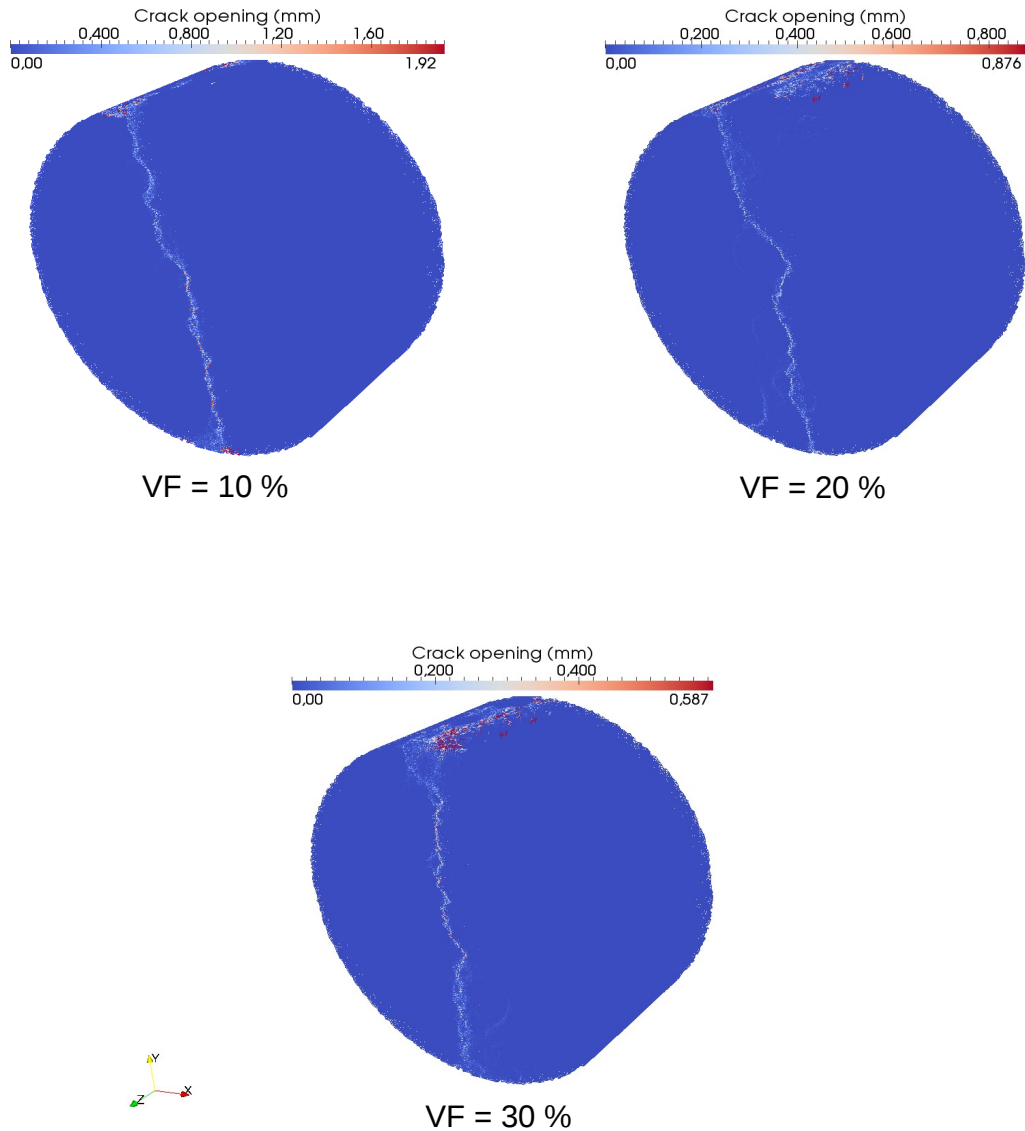 Crack opening (mm)
0,400 0,800 1,20 1,60
0,00 1,92
VF = 10 %
Crack opening (mm)
0,200 0,400 0,600 0,800
0,00 0,876
VF = 20 %
Crack opening (mm)
0,200 0,400
0,00 0,587
Y
Z X
VF = 30 %